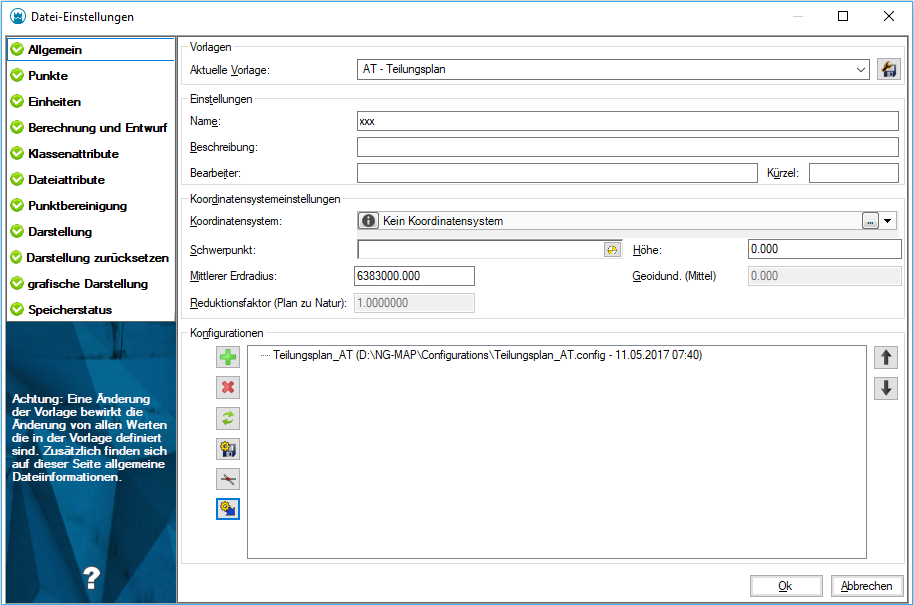 Datei-Einstellungen
Allgemein
Punkte
Einheiten
Berechnung und Entwurf
Klassenattribute
Dateiattribute
Punktbereinigung
Darstellung
Darstellung zurücksetzen
grafische Darstellung
Speicherstatus
Achtung: Eine Änderung
der Vorlage bewirkt die
Änderung von allen Werten
die in der Vorlage definiert
sind. Zusätzlich finden sich
auf dieser Seite allgemeine
Dateiinformationen.
?
Vorlagen
Aktuelle Vorlage: AT - Teilungsplan
Einstellungen
Name: xxx
Beschreibung:
Bearbeiter: Kürzel:
Koordinatensystemeinstellungen
Koordinatensystem: Kein Koordinatensystem ...
Schwerpunkt: Höhe: 0.000
Mittlerer Erdradius: 6383000.000 Geoidund. (Mittel) 0.000
Reduktionsfaktor (Plan zu Natur): 1.0000000
Konfigurationen
Teilungsplan_AT (D:\NG-MAP\Configurations\Teilungsplan_AT.config - 11.05.2017 07:40)
Ok Abbrechen